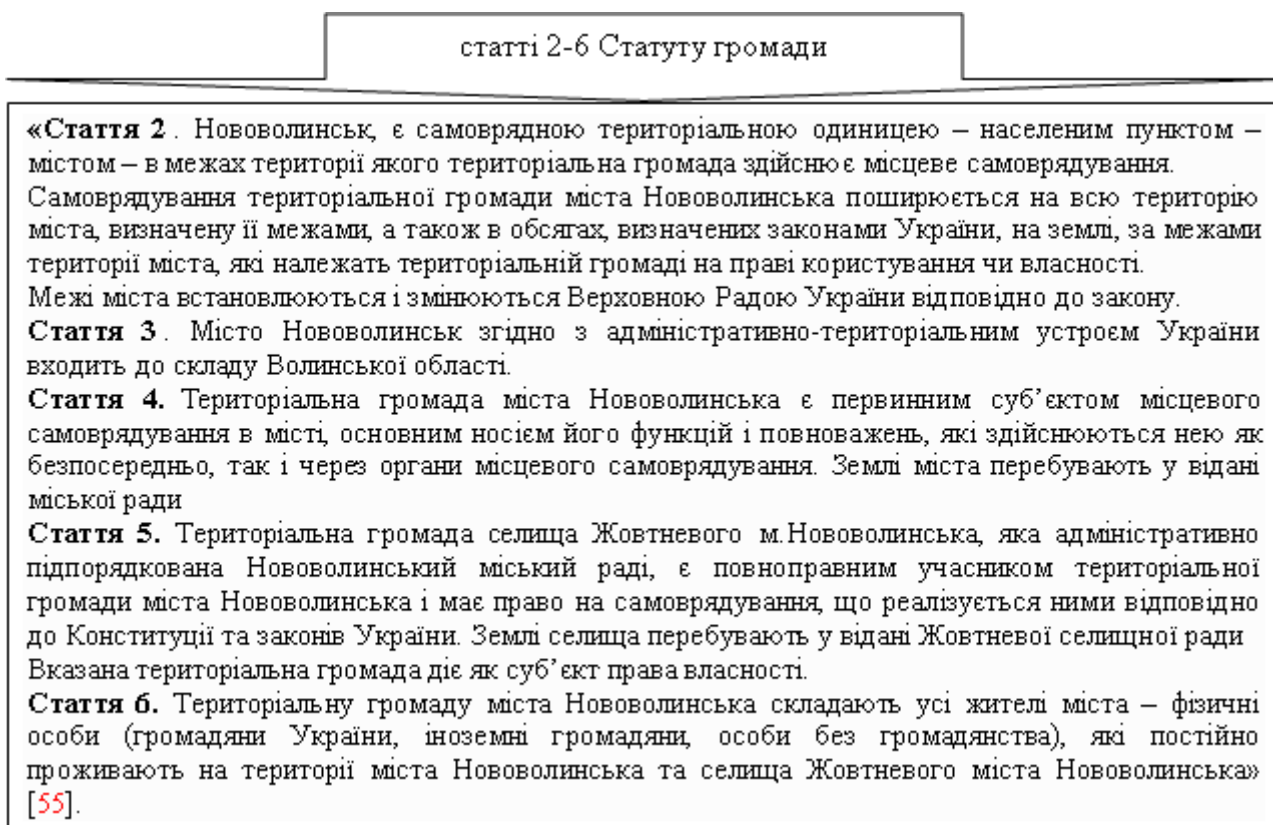 статті 2-6 Статуту громади
«Стаття 2 . Нововолинськ, є самоврядною територіальною одиницею – населеним пунктом –
містом – в межах території якого територіальна громада здійснює місцеве самоврядування.
Самоврядування територіальної громади міста Нововолинська поширюється на всю територію
міста, визначену її межами, а також в обсягах, визначених законами України, на землі, за межами
території міста, які належать територіальній громаді на праві користування чи власності.
Межі міста встановлюються і змінюються Верховною Радою України відповідно до закону.
Стаття 3 . Місто Нововолинськ згідно з адміністративно-територіальним устроєм України
входить до складу Волинської області.
Стаття 4. Територіальна громада міста Нововолинська є первинним суб’єктом місцевого
самоврядування в місті, основним носієм його функцій і повноважень, які здійснюються нею як
безпосередньо, так і через органи місцевого самоврядування. Землі міста перебувають у відані
міської ради
Стаття 5. Територіальна громада селища Жовтневого м.Нововолинська, яка адміністративно
підпорядкована Нововолинський міський раді, є повноправним учасником територіальної
громади міста Нововолинська і має право на самоврядування, що реалізується ними відповідно
до Конституції та законів України. Землі селища перебувають у відані Жовтневої селищної ради
Вказана територіальна громада діє як суб’єкт права власності.
Стаття 6. Територіальну громаду міста Нововолинська складають усі жителі міста – фізичні
особи (громадяни України, іноземні громадяни, особи без громадянства), які постійно
проживають на території міста Нововолинська та селища Жовтневого міста Нововолинська»
[55].